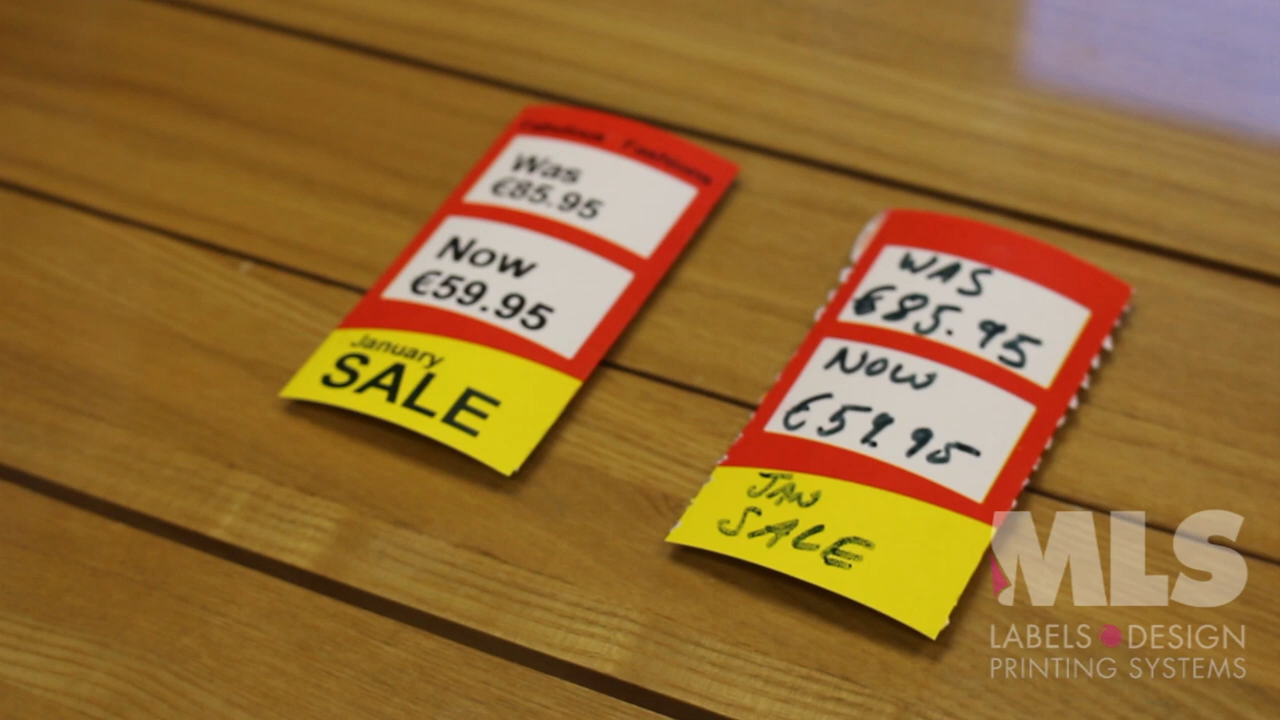 Fashions
Was
€85.95
Now
€59.95
January
SALE
WAS
€85.95
NOW
€59.95
JAN
SALE
MLS
LABELS DESIGN
PRINTING SYSTEMS